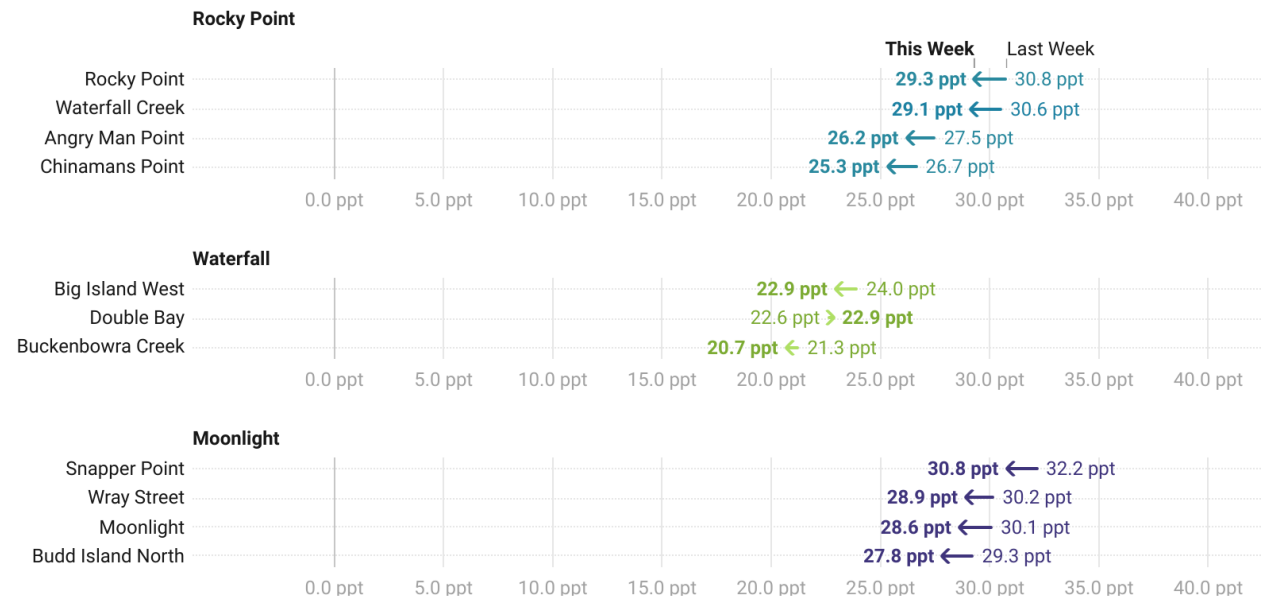 Rocky Point
This Week Last Week
Rocky Point 29.3 ppt 30.8 ppt
Waterfall Creek 29.1 ppt 30.6 ppt
Angry Man Point 26.2 ppt 27.5 ppt
Chinamans Point 25.3 ppt 26.7 ppt
0.0 ppt 5.0 ppt 10.0 ppt 15.0 ppt 20.0 ppt 25.0 ppt 30.0 ppt 35.0 ppt 40.0 ppt
Waterfall
Big Island West 22.9 ppt 24.0 ppt
Double Bay 22.6 ppt 22.9 ppt
Buckenbowra Creek 20.7 ppt 21.3 ppt
0.0 ppt 5.0 ppt 10.0 ppt 15.0 ppt 20.0 ppt 25.0 ppt 30.0 ppt 35.0 ppt 40.0 ppt
Moonlight
Snapper Point 30.8 ppt 32.2 ppt
Wray Street 28.9 ppt 30.2 ppt
Moonlight 28.6 ppt 30.1 ppt
Budd Island North 27.8 ppt 29.3 ppt
0.0 ppt 5.0 ppt 10.0 ppt 15.0 ppt 20.0 ppt 25.0 ppt 30.0 ppt 35.0 ppt 40.0 ppt